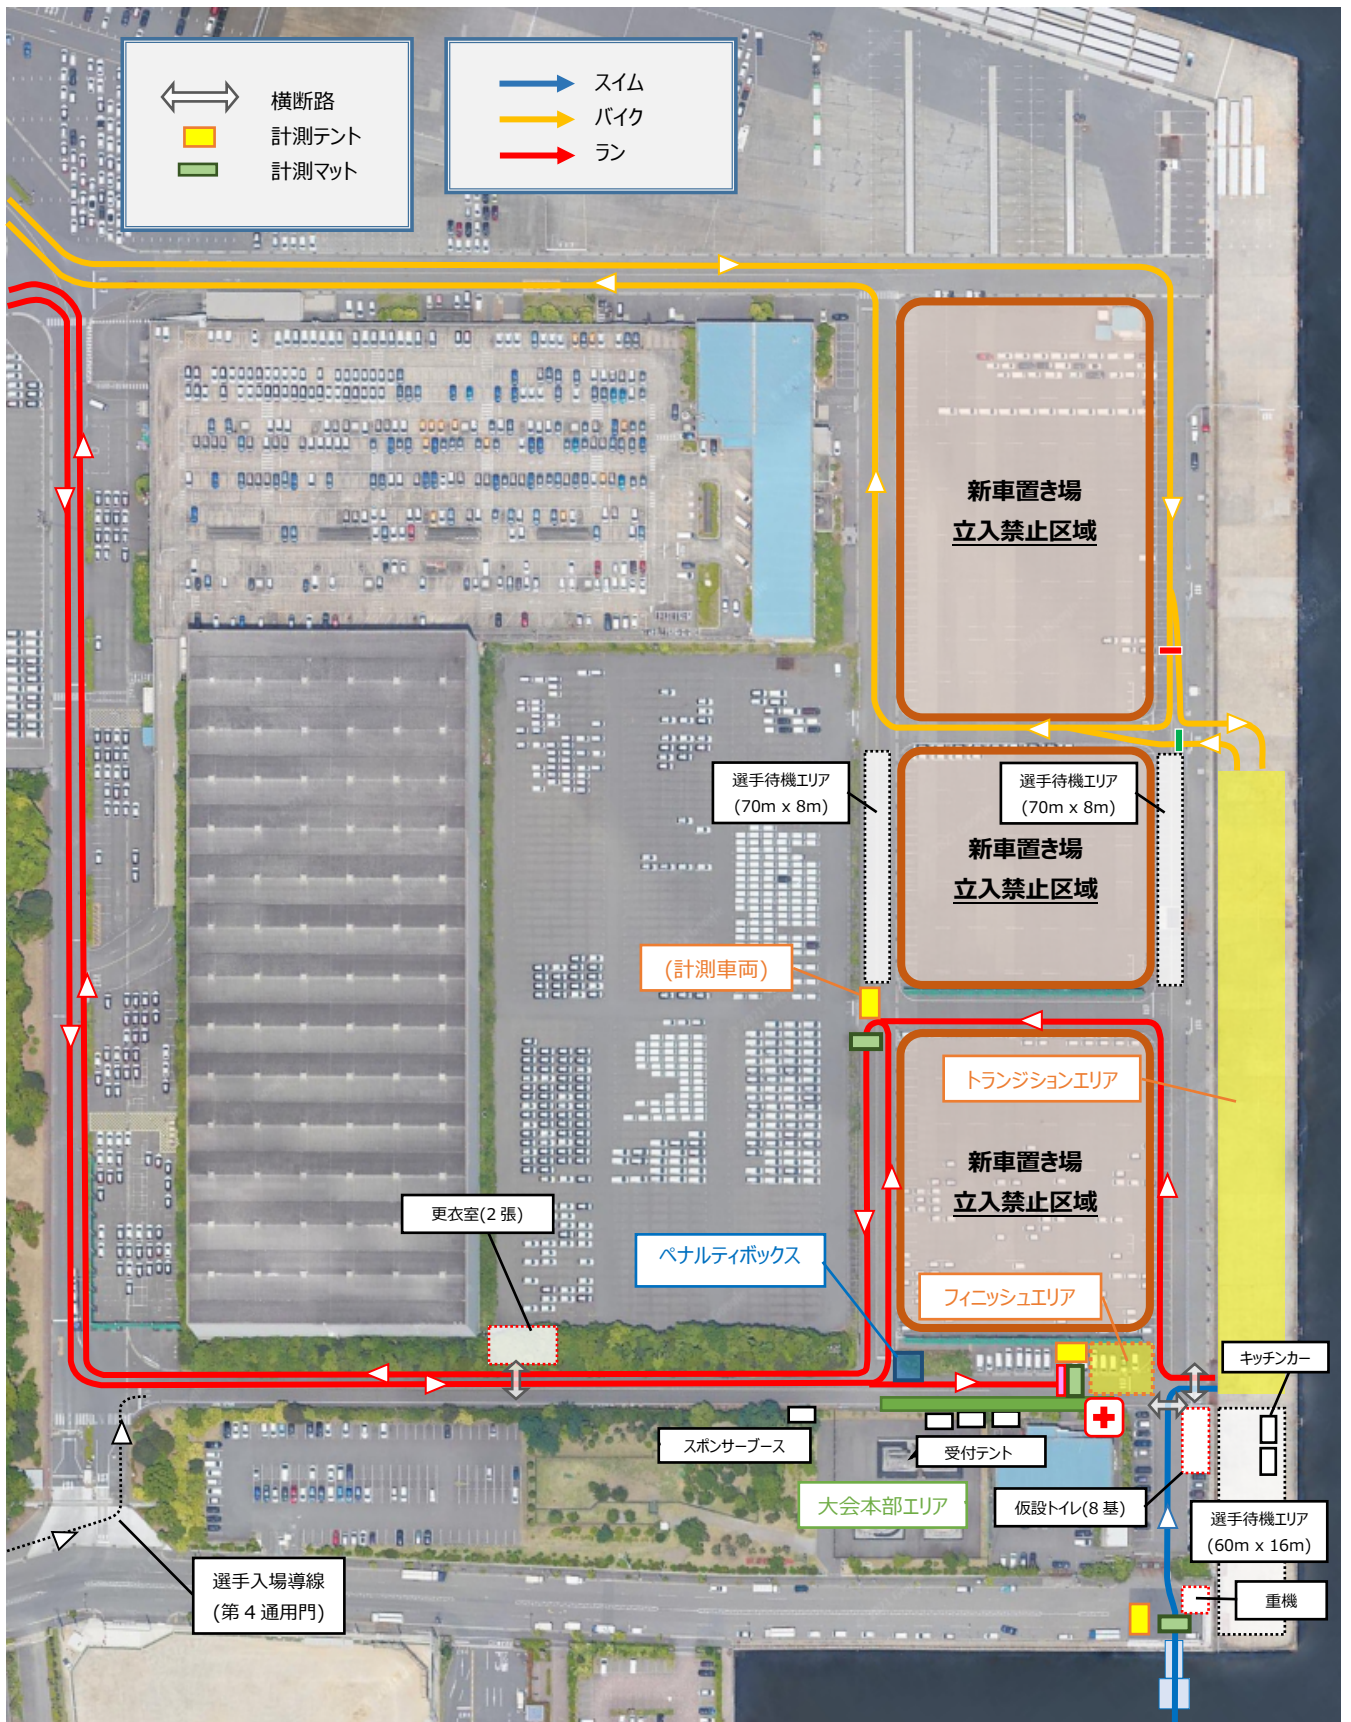 横断路
計測テント
計測マット
スイム
バイク
ラン
新車置き場
立入禁止区域
選手待機エリア
(70m x 8m)
選手待機エリア
(70m x 8m)
新車置き場
立入禁止区域
(計測車両)
トランジションエリア
新車置き場
立入禁止区域
更衣室(2 張)
ペナルティボックス
フィニッシュエリア
キッチンカー
スポンサーブース
受付テント
大会本部エリア
仮設トイレ(8 基)
選手待機エリア
(60m x 16m)
選手入場導線
(第 4 通用門)
重機